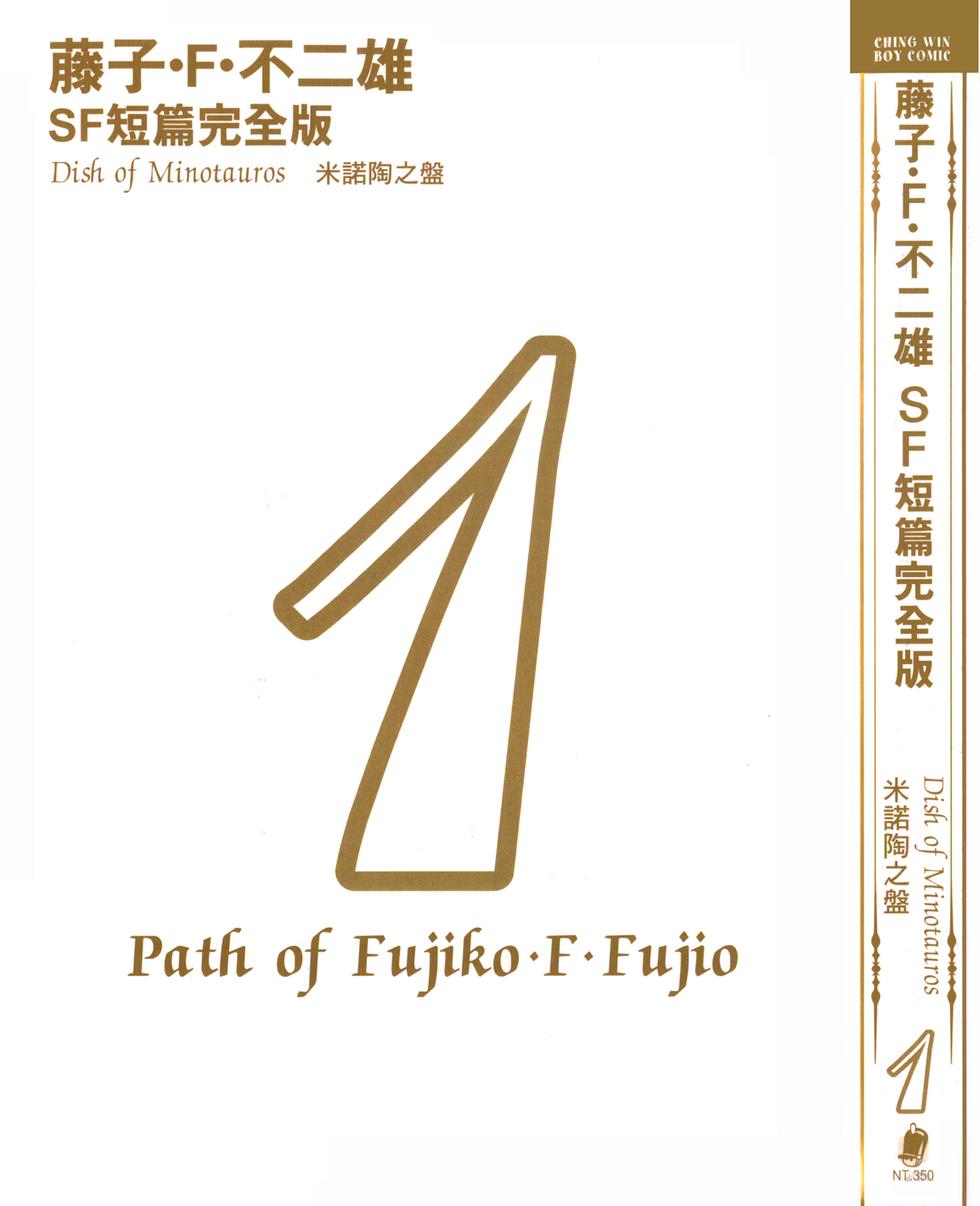 藤子·F·不二雄
SF短篇完全版
Dish of Minotauros 米諾陶之盤
1
Path of Fujiko·F·Fujio
CHING WIN
BOY COMIC
藤子·F·不二雄 SF短篇完全版
Dish of Minotauros
米諾陶之盤
1
NT.350